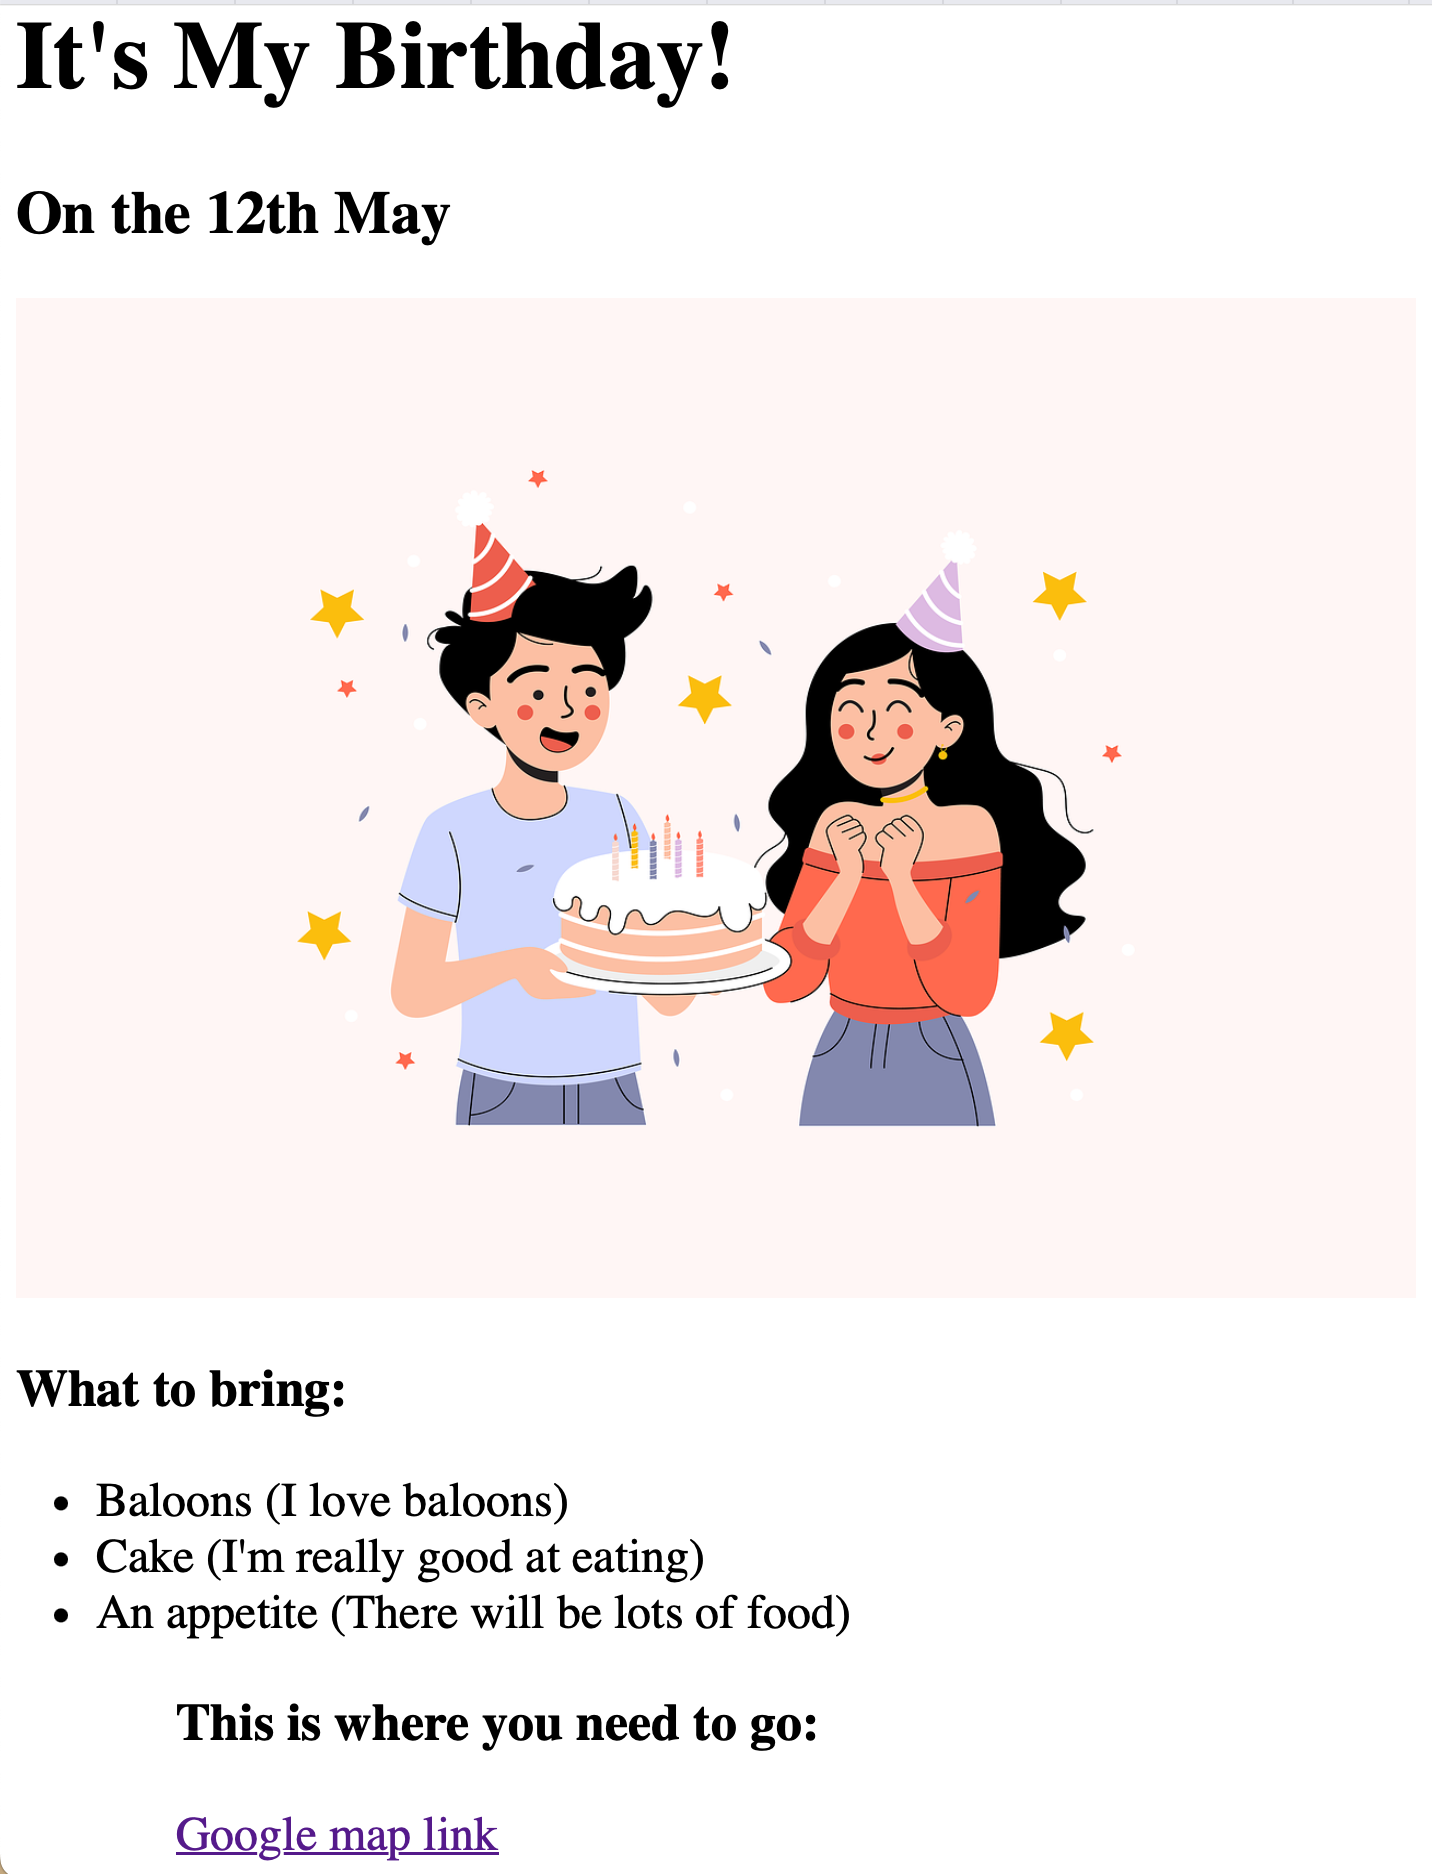 It's My Birthday!
On the 12th May
What to bring:
Baloons (I love baloons)
Cake (I'm really good at eating)
An appetite (There will be lots of food)
This is where you need to go:
Google map link